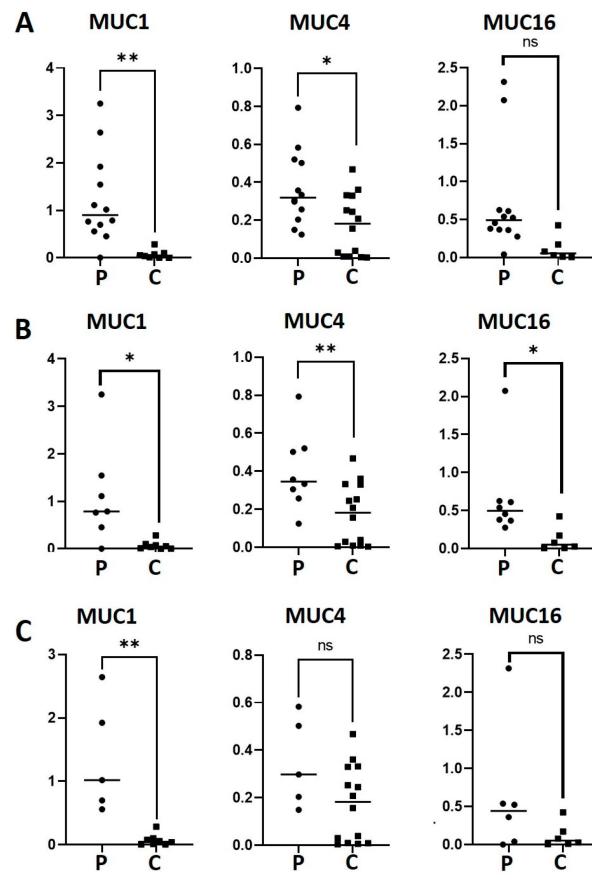 A
MUC1 MUC4 MUC16
** * ns
4 1.0 2.5
3 0.8 2.0
2 0.6 1.5
1 0.4 1.0
0 0.2 0.5
0.0 0.0
P C P C P C
B
MUC1 MUC4 MUC16
* ** *
4 1.0 2.5
3 0.8 2.0
2 0.6 1.5
1 0.4 1.0
0 0.2 0.5
0.0 0.0
P C P C P C
C
MUC1 MUC4 MUC16
** ns ns
3 0.8 2.5
2 0.6 2.0
1 0.4 1.5
0 0.2 1.0
0.0 0.5
0.0
P C P C P C